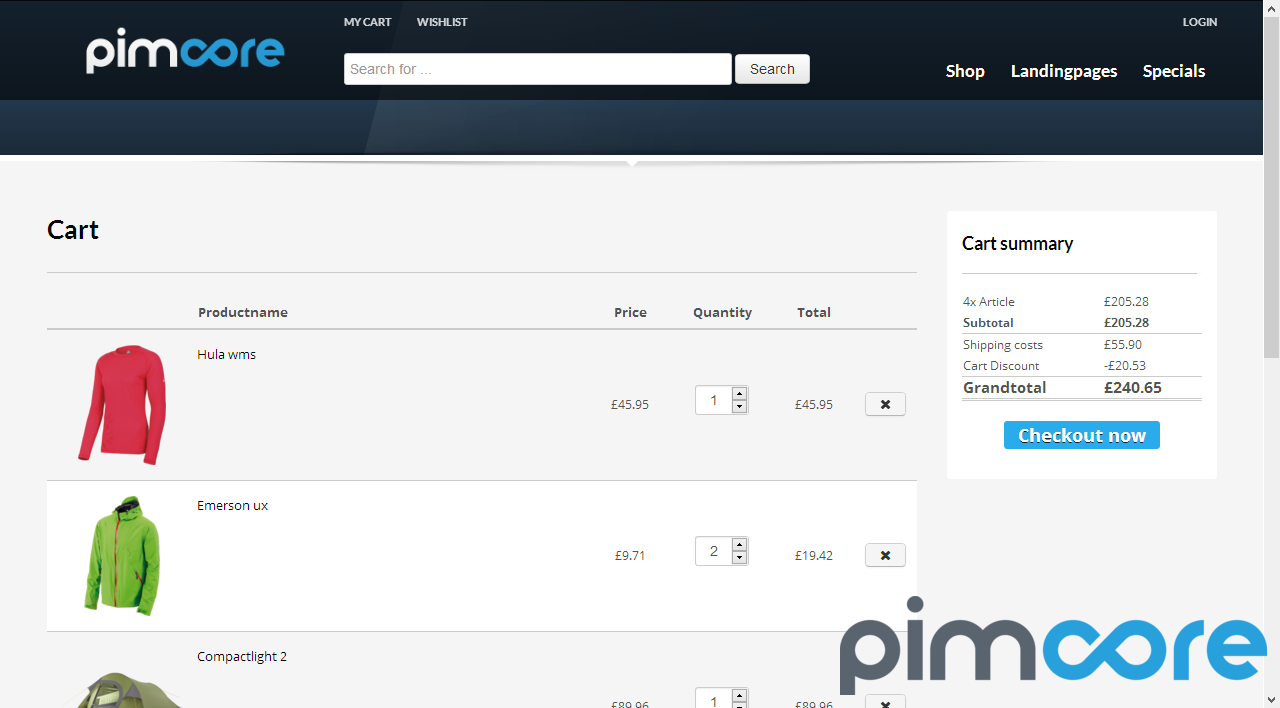 MY CART WISHLIST LOGIN
pimcore
Search for ... Search
Shop Landingpages Specials
Cart
Productname Price Quantity Total
Hula wms
£45.95 1 £45.95
Emerson ux
£9.71 2 £19.42
Compactlight 2
£89.96 1 £89.96
Cart summary
4x Article £205.28
Subtotal £205.28
Shipping costs £55.90
Cart Discount -£20.53
Grandtotal £240.65
Checkout now
pimcore